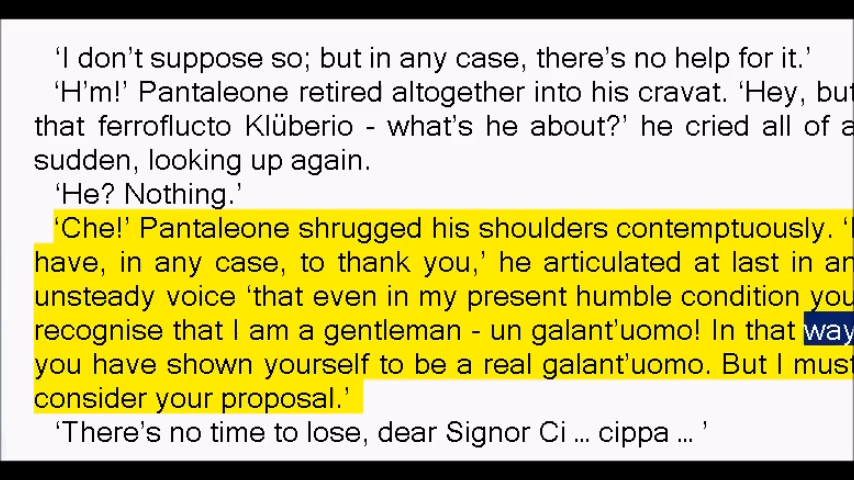 ‘I don’t suppose so; but in any case, there’s no help for it.’
‘H’m!’ Pantaleone retired altogether into his cravat. ‘Hey, but
that ferroflucto Klüberio - what’s he about?’ he cried all of a
sudden, looking up again.
‘He? Nothing.’
‘Che!’ Pantaleone shrugged his shoulders contemptuously. ‘I
have, in any case, to thank you,’ he articulated at last in an
unsteady voice ‘that even in my present humble condition you
recognise that I am a gentleman - un galant’uomo! In that way
you have shown yourself to be a real galant’uomo. But I must
consider your proposal.’
‘There’s no time to lose, dear Signor Ci ... cippa ... ’